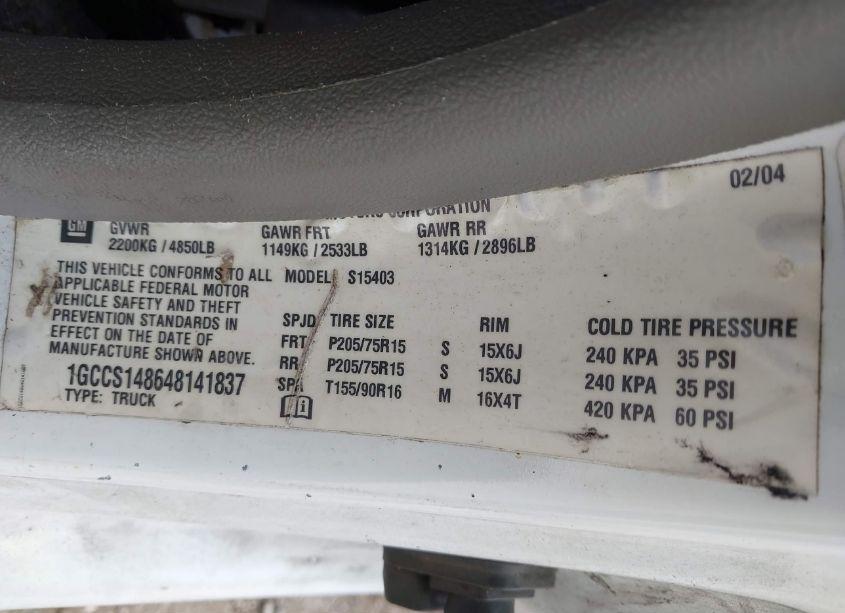 02/04
MOTORS CORPORATION
GM
GVWR GAWR FRT GAWR RR
2200KG / 4850LB 1149KG / 2533LB 1314KG / 2896LB
THIS VEHICLE CONFORMS TO ALL
APPLICABLE FEDERAL MOTOR
VEHICLE SAFETY AND THEFT
PREVENTION STANDARDS IN
EFFECT ON THE DATE OF
MANUFACTURE SHOWN ABOVE.
1GCCS148648141837
TYPE: TRUCK
MODEL: S15403
SPJD TIRE SIZE RIM COLD TIRE PRESSURE
FRT P205/75R15 S 15X6J 240 KPA 35 PSI
RR P205/75R15 S 15X6J 240 KPA 35 PSI
SPA T155/90R16 M 16X4T 420 KPA 60 PSI